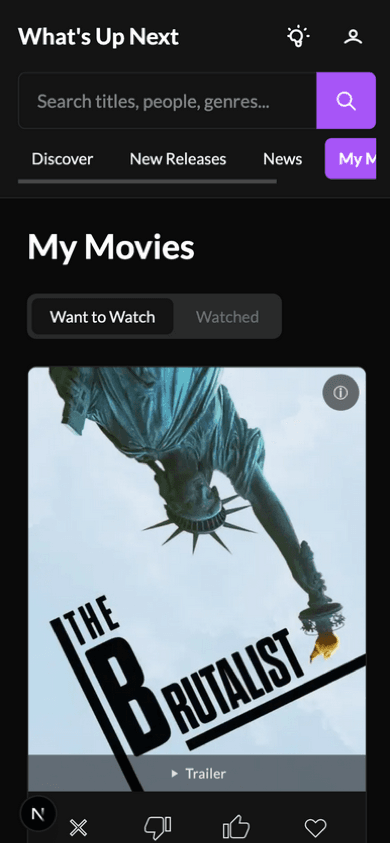 What's Up Next
Search titles, people, genres...
Discover
New Releases
News
My M
My Movies
Want to Watch
Watched
THE
BRUTALIST
Trailer
N